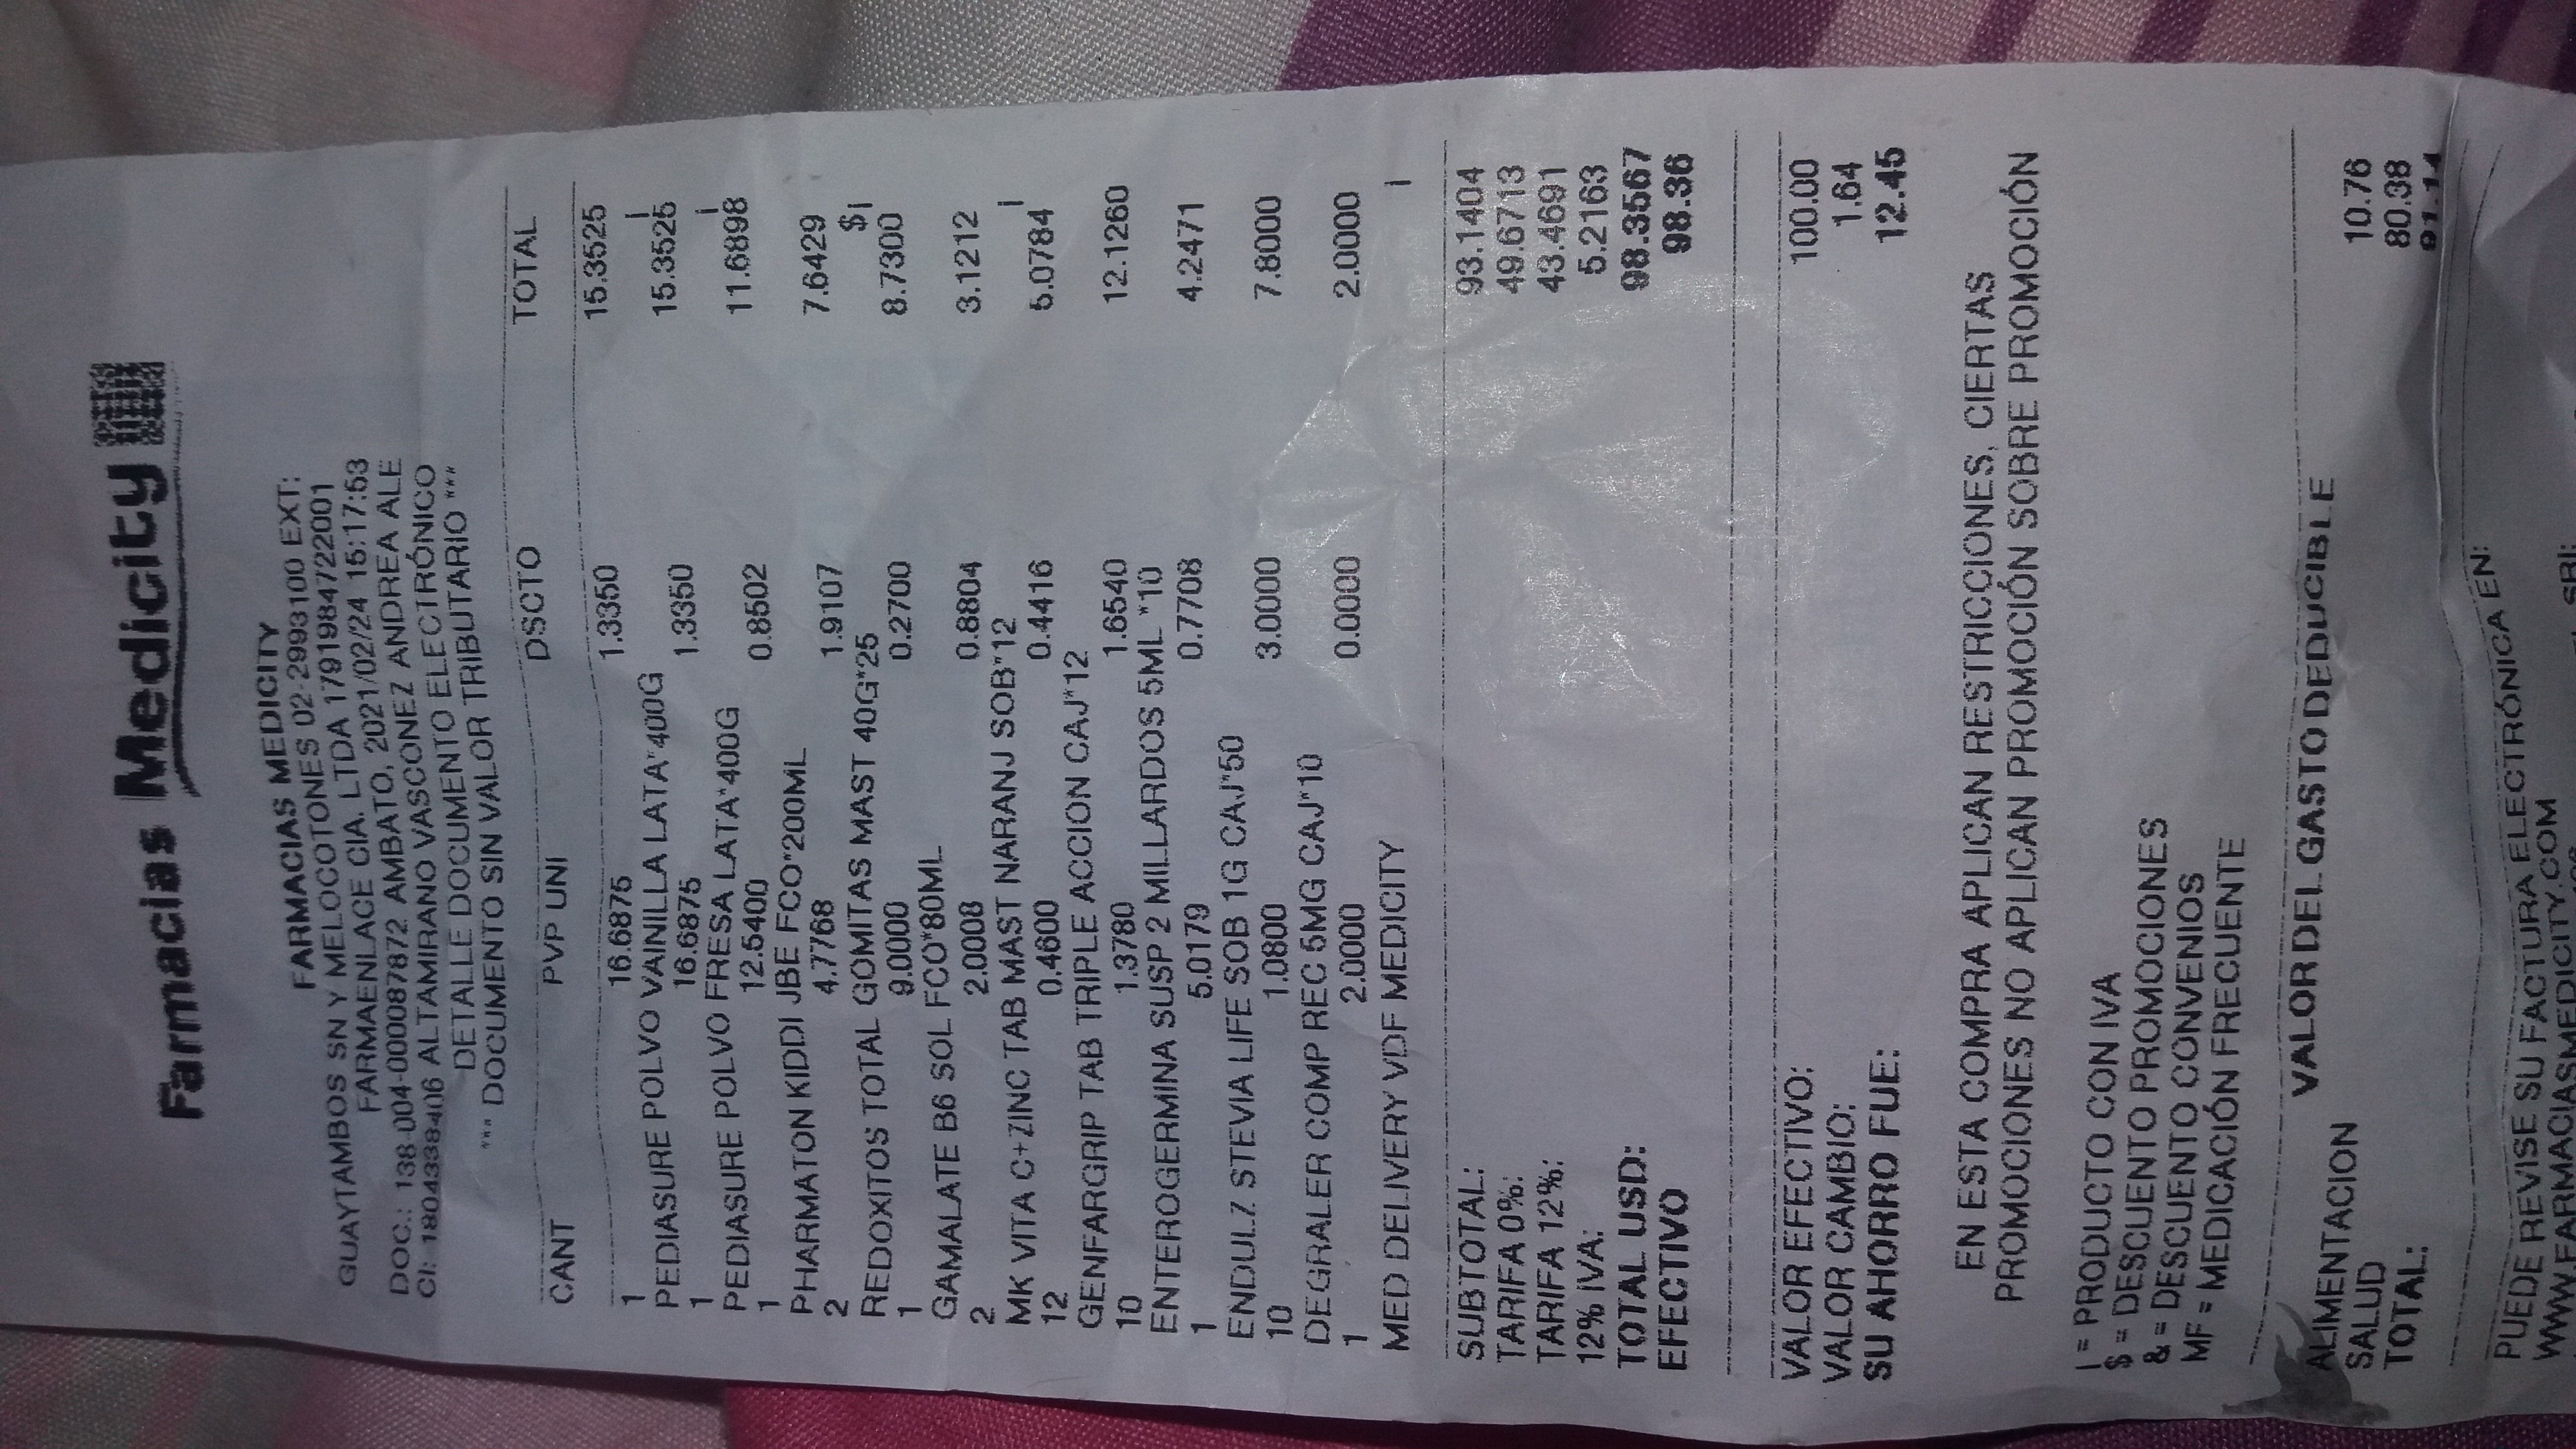 Farmacias Medicity
FARMACIAS MEDICITY
GUAYTAMBOS SN Y MELOCOTONES 02-2993100 EXT:
FARMAENLACE CIA. LTDA 1791984722001
DOC.: 138-004-000087872 AMBATO, 2021/02/24 15:17:53
CI: 1804338406 ALTAMIRANO VASCONEZ ANDREA ALE
DETALLE DOCUMENTO ELECTRÓNICO
*** DOCUMENTO SIN VALOR TRIBUTARIO ***
CANT PVP UNI DSCTO TOTAL
1 16.6875 1.3350 15.3525
PEDIASURE POLVO VAINILLA LATA*400G i
1 16.6875 1.3350 15.3525
PEDIASURE POLVO FRESA LATA*400G i
1 12.5400 0.8502 11.6898
PHARMATON KIDDI JBE FCO*200ML
2 4.7768 1.9107 7.6429
REDOXITOS TOTAL GOMITAS MAST 40G*25 $i
1 9.0000 0.2700 8.7300
GAMALATE B6 SOL FCO*80ML
2 2.0008 0.8804 3.1212
MK VITA C+ZINC TAB MAST NARANJ SOB*12 i
12 0.4600 0.4416 5.0784
GENFARGRIP TAB TRIPLE ACCION CAJ*12
10 1.3780 1.6540 12.1260
ENTEROGERMINA SUSP 2 MILLARDOS 5ML *10
1 5.0179 0.7708 4.2471
ENDULZ STEVIA LIFE SOB 1G CAJ*50
10 1.0800 3.0000 7.8000
DEGRALER COMP REC 5MG CAJ*10
1 2.0000 0.0000 2.0000
MED DELIVERY VDF MEDICITY i
SUBTOTAL: 93.1404
TARIFA 0%: 49.6713
TARIFA 12%: 43.4691
12% IVA: 5.2163
TOTAL USD: 98.3567
EFECTIVO 98.36
VALOR EFECTIVO: 100.00
VALOR CAMBIO: 1.64
SU AHORRO FUE: 12.45
EN ESTA COMPRA APLICAN RESTRICCIONES, CIERTAS
PROMOCIONES NO APLICAN PROMOCIÓN SOBRE PROMOCIÓN
i = PRODUCTO CON IVA
$ = DESCUENTO PROMOCIONES
& = DESCUENTO CONVENIOS
MF = MEDICACIÓN FRECUENTE
VALOR DEL GASTO DEDUCIBLE
ALIMENTACION 10.76
SALUD 80.38
TOTAL: 91.14
PUEDE REVISE SU FACTURA ELECTRÓNICA EN:
WWW.FARMACIASMEDICITY.COM
SRI: